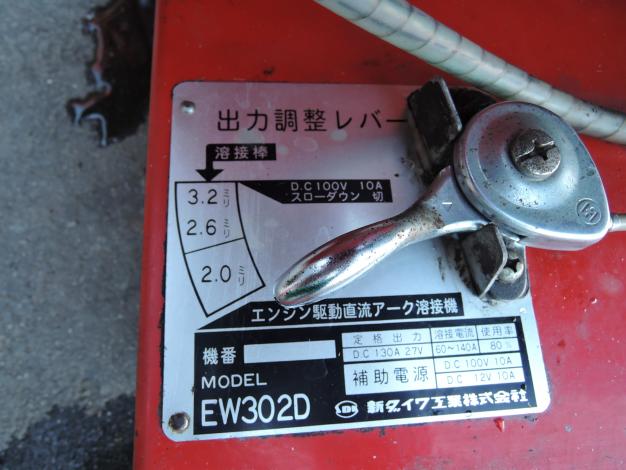 出力調整レバー
溶接棒
D.C100V 10A
スローダウン 切
3.2ミリ
2.6ミリ
2.0ミリ
エンジン駆動直流アーク溶接機
機番
定格出力 溶接電流 使用率
D.C 130A 27V 60~140A 80%
補助電源 D.C 100V 10A
D.C 12V 10A
MODEL
EW302D
新ダイワ工業株式会社